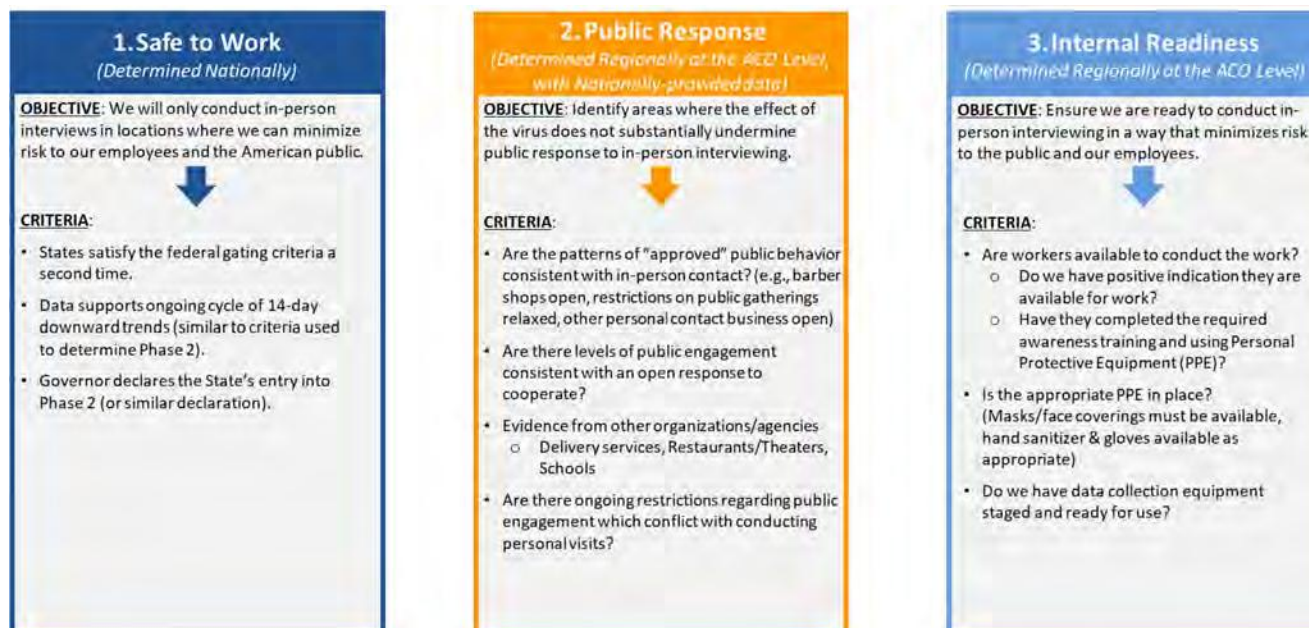 1. Safe to Work
(Determined Nationally)
OBJECTIVE: We will only conduct in-person
interviews in locations where we can minimize
risk to our employees and the American public.
CRITERIA:
• States satisfy the federal gating criteria a
second time.
• Data supports ongoing cycle of 14-day
downward trends (similar to criteria used
to determine Phase 2).
• Governor declares the State's entry into
Phase 2 (or similar declaration).
2. Public Response
(Determined Regionally at the ACO Level,
with Nationally-provided data)
OBJECTIVE: Identify areas where the effect of
the virus does not substantially undermine
public response to in-person interviewing.
CRITERIA:
• Are the patterns of "approved" public behavior
consistent with in-person contact? (e.g., barber
shops open, restrictions on public gatherings
relaxed, other personal contact business open)
• Are there levels of public engagement
consistent with an open response to
cooperate?
• Evidence from other organizations/agencies
o Delivery services, Restaurants/Theaters,
Schools
• Are there ongoing restrictions regarding public
engagement which conflict with conducting
personal visits?
3. Internal Readiness
(Determined Regionally at the ACO Level)
OBJECTIVE: Ensure we are ready to conduct in-
person interviewing in a way that minimizes risk
to the public and our employees.
CRITERIA:
• Are workers available to conduct the work?
o Do we have positive indication they are
available for work?
o Have they completed the required
awareness training and using Personal
Protective Equipment (PPE)?
• Is the appropriate PPE in place?
(Masks/face coverings must be available,
hand sanitizer & gloves available as
appropriate)
• Do we have data collection equipment
staged and ready for use?